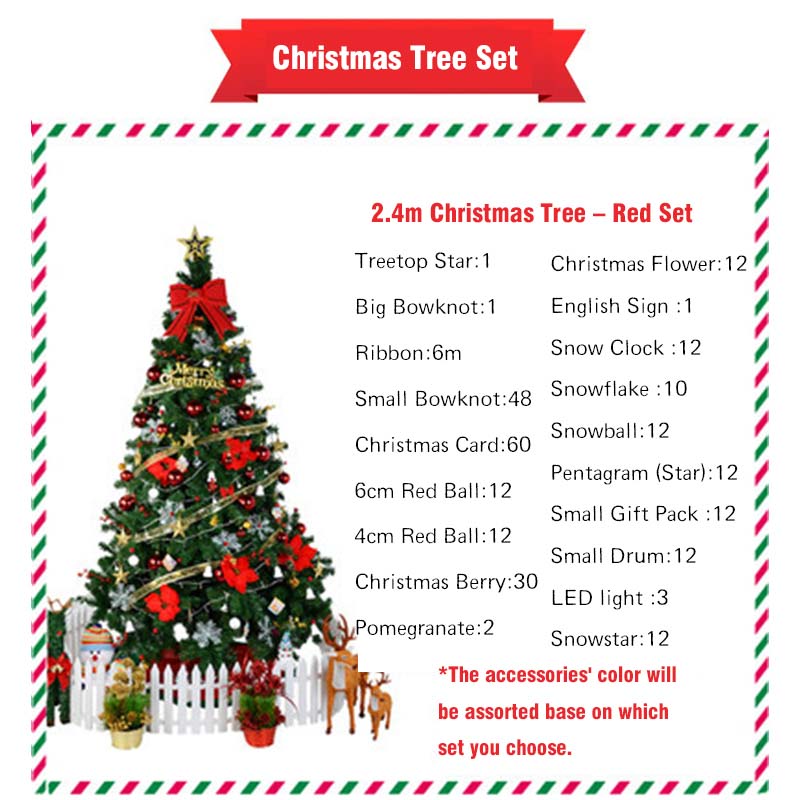 Christmas Tree Set
2.4m Christmas Tree – Red Set
Treetop Star:1
Big Bowknot:1
Ribbon:6m
Small Bowknot:48
Christmas Card:60
6cm Red Ball:12
4cm Red Ball:12
Christmas Berry:30
Pomegranate:2
Christmas Flower:12
English Sign :1
Snow Clock :12
Snowflake :10
Snowball:12
Pentagram (Star):12
Small Gift Pack :12
Small Drum:12
LED light :3
Snowstar:12
*The accessories' color will
be assorted base on which
set you choose.
Merry
Christmas